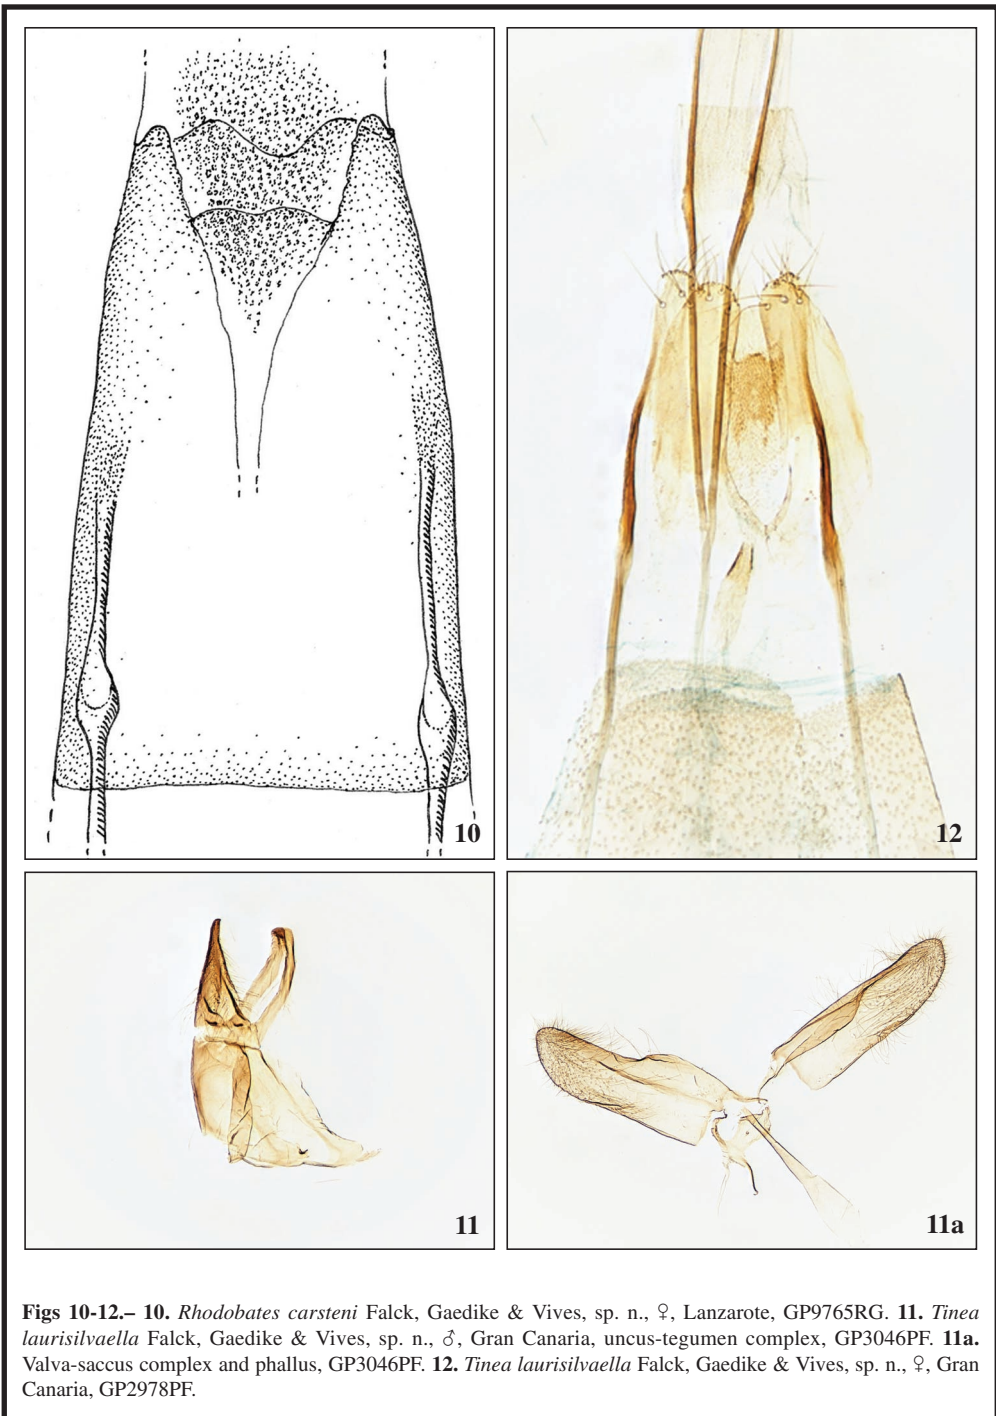 10
12
11
11a
Figs 10-12.– 10. Rhodobates carsteni Falck, Gaedike & Vives, sp. n., ♀, Lanzarote, GP9765RG. 11. Tinea
laurisilvaella Falck, Gaedike & Vives, sp. n., ♂, Gran Canaria, uncus-tegumen complex, GP3046PF. 11a.
Valva-saccus complex and phallus, GP3046PF. 12. Tinea laurisilvaella Falck, Gaedike & Vives, sp. n., ♀, Gran
Canaria, GP2978PF.